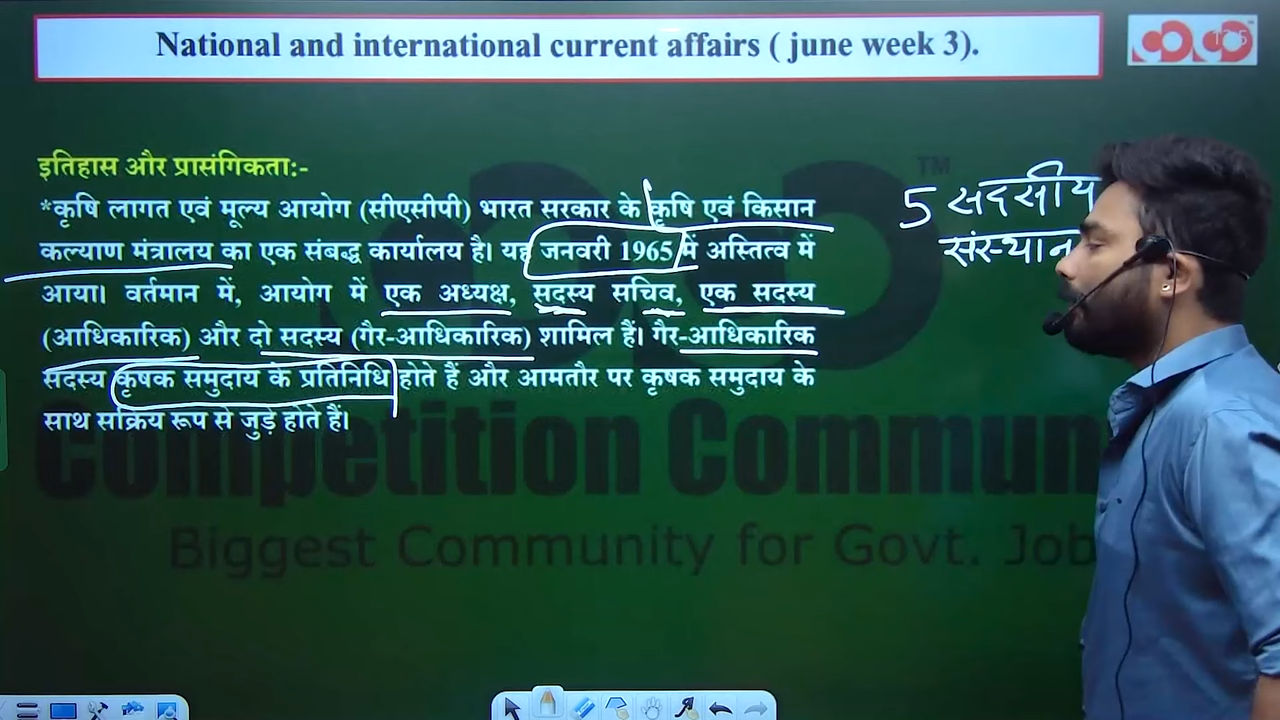 National and international current affairs ( june week 3).
इतिहास और प्रासंगिकता:-
*कृषि लागत एवं मूल्य आयोग (सीएसीपी) भारत सरकार के कृषि एवं किसान
कल्याण मंत्रालय का एक संबद्ध कार्यालय है। यह जनवरी 1965 में अस्तित्व में
आया। वर्तमान में, आयोग में एक अध्यक्ष, सदस्य सचिव, एक सदस्य
(आधिकारिक) और दो सदस्य (गैर-आधिकारिक) शामिल हैं। गैर-आधिकारिक
सदस्य कृषक समुदाय के प्रतिनिधि होते हैं और आमतौर पर कृषक समुदाय के
साथ सक्रिय रूप से जुड़े होते हैं।
5 सदसीय
संस्थान
TM
Competition Commun
Biggest Community for Govt. Job